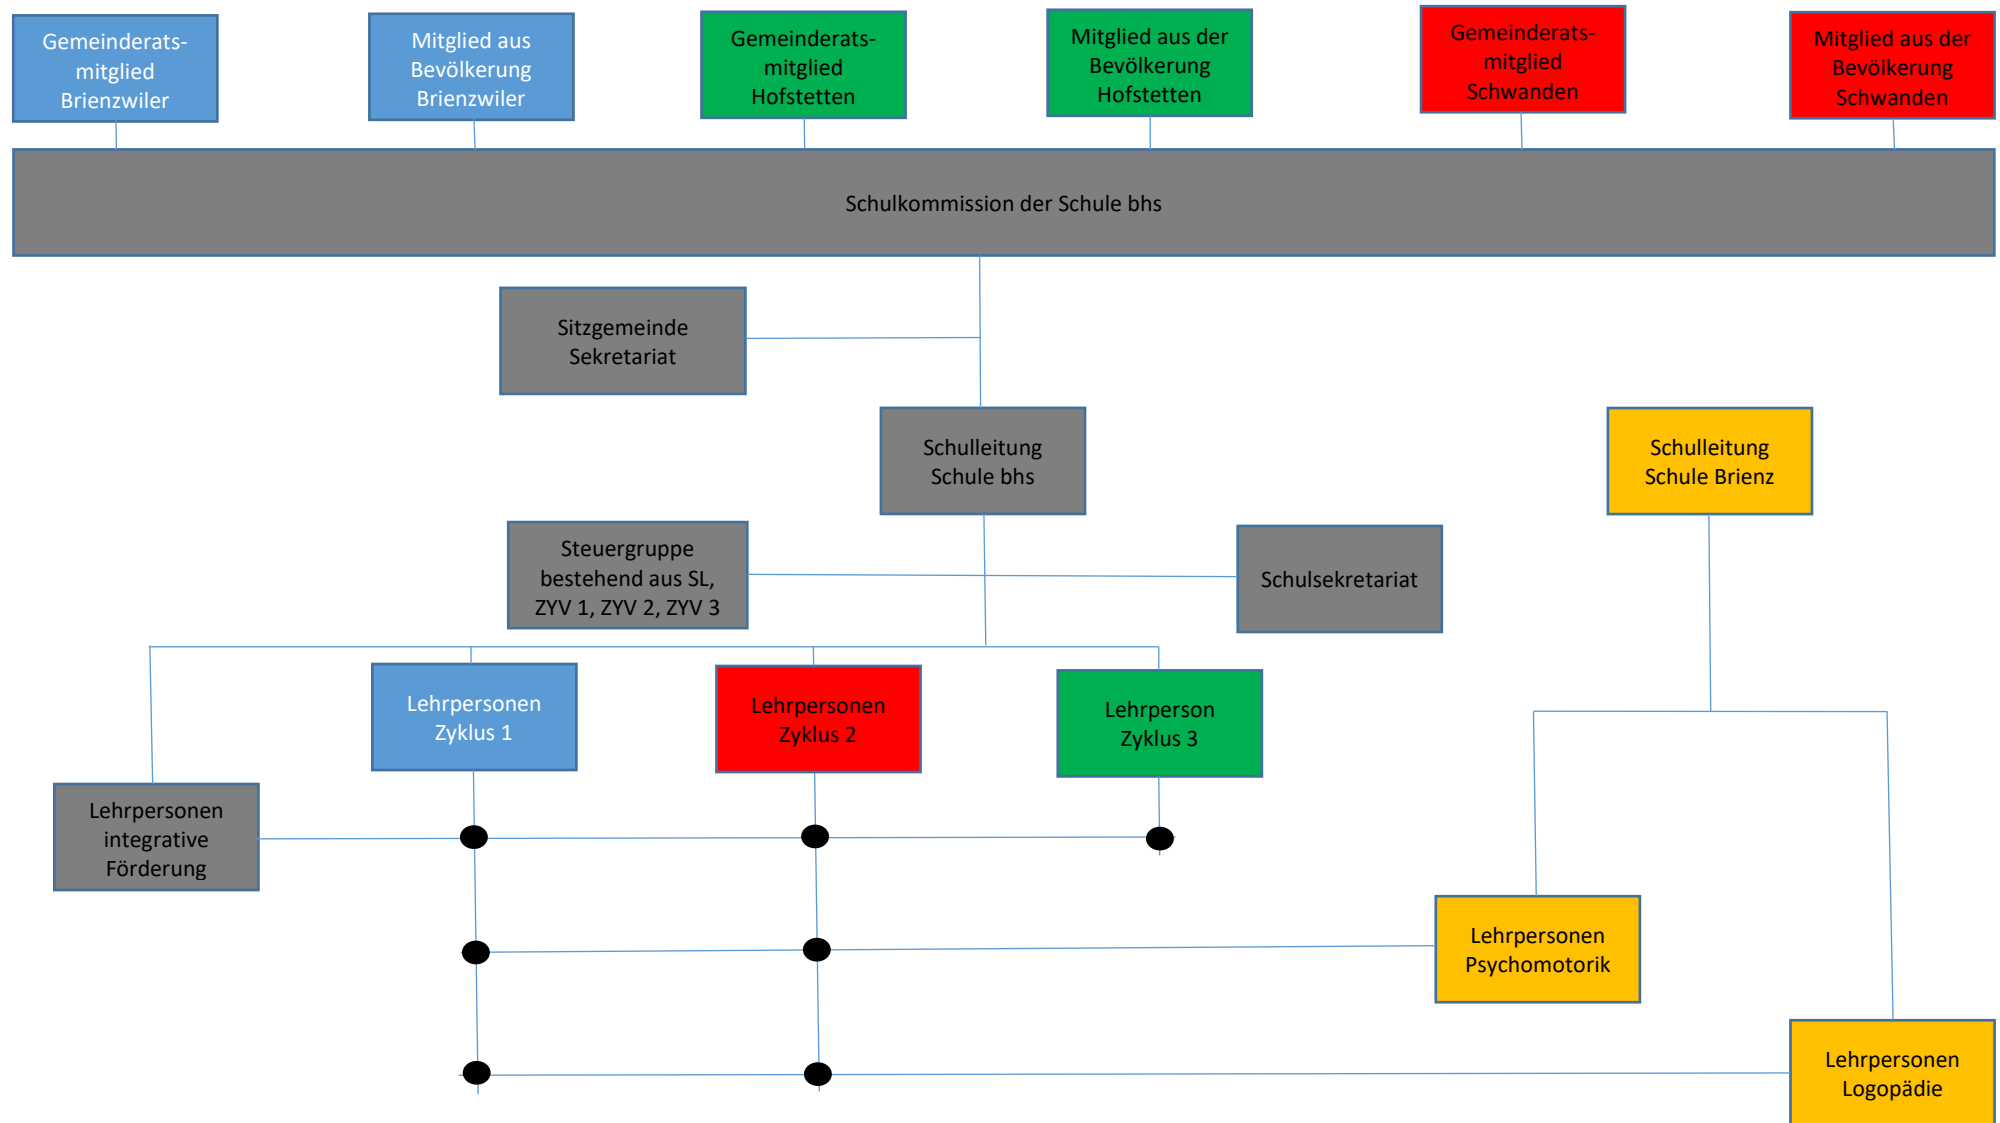 Gemeinderats-
mitglied
Brienzwiler
Mitglied aus
Bevölkerung
Brienzwiler
Gemeinderats-
mitglied
Hofstetten
Mitglied aus der
Bevölkerung
Hofstetten
Gemeinderats-
mitglied
Schwanden
Mitglied aus der
Bevölkerung
Schwanden
Schulkommission der Schule bhs
Sitzgemeinde
Sekretariat
Schulleitung
Schule bhs
Schulleitung
Schule Brienz
Steuergruppe
bestehend aus SL,
ZYV 1, ZYV 2, ZYV 3
Schulsekretariat
Lehrpersonen
Zyklus 1
Lehrpersonen
Zyklus 2
Lehrperson
Zyklus 3
Lehrpersonen
integrative
Förderung
Lehrpersonen
Psychomotorik
Lehrpersonen
Logopädie